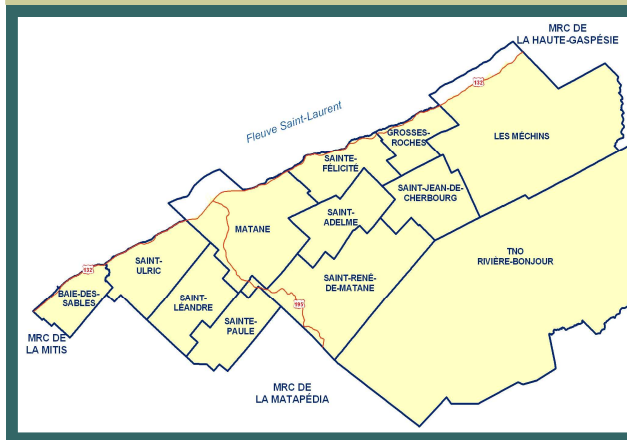 MRC DE
LA HAUTE-GASPÉSIE
132
Fleuve Saint-Laurent
GROSSES-
ROCHES
LES MÉCHINS
SAINTE-
FÉLICITÉ
SAINT-JEAN-DE-
CHERBOURG
SAINT-
ADELME
MATANE
TNO
RIVIÈRE-BONJOUR
SAINT-
ULRIC
132
SAINT-RENÉ-
DE-MATANE
BAIE-DES-
SABLES
SAINT-
LÉANDRE
195
SAINTE-
PAULE
MRC DE
LA MITIS
MRC DE
LA MATAPÉDIA